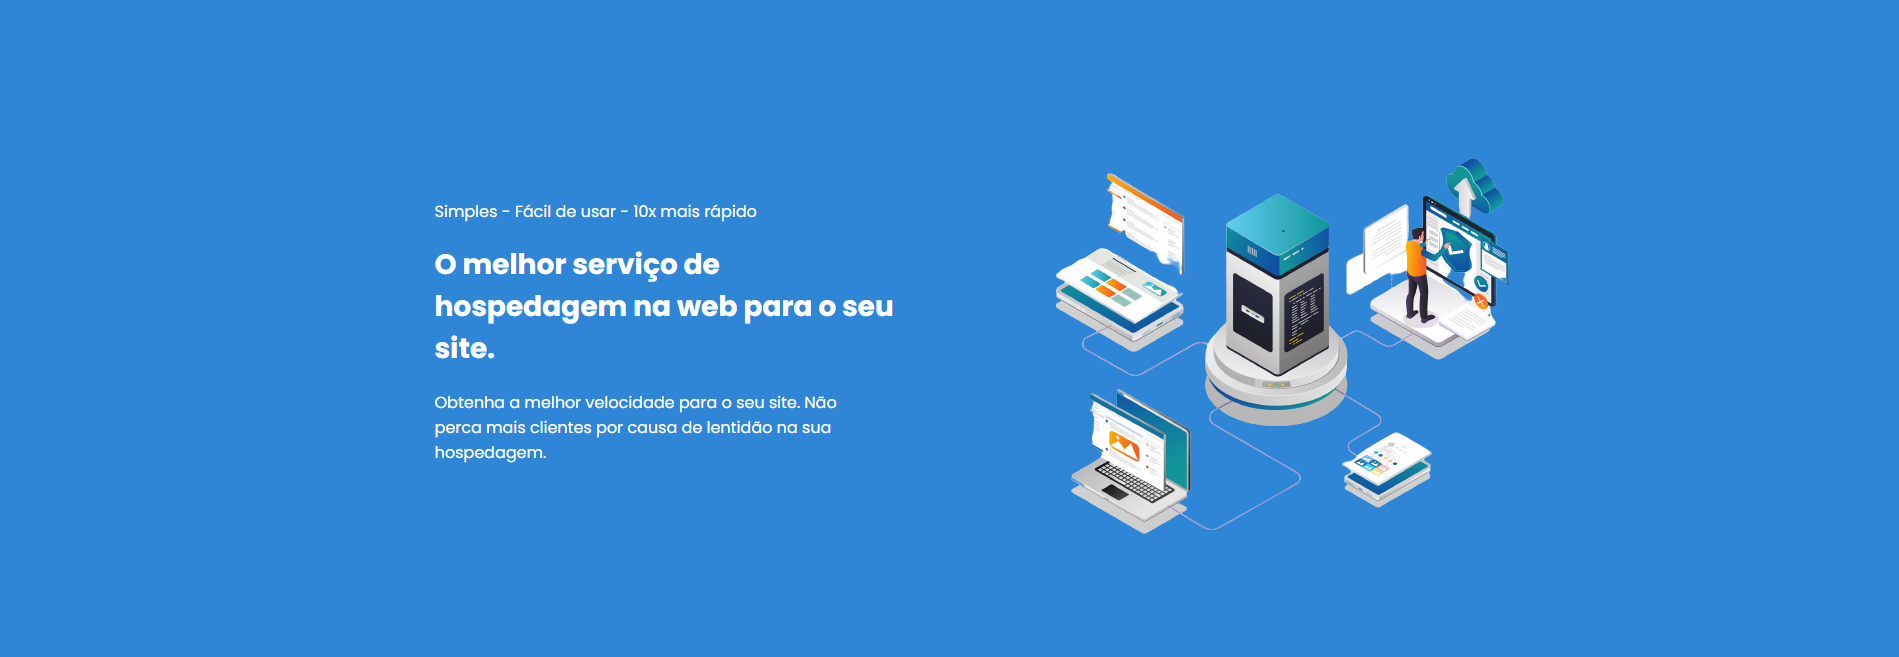 Simples - Fácil de usar - 10x mais rápido
O melhor serviço de
hospedagem na web para o seu
site.
Obtenha a melhor velocidade para o seu site. Não
perca mais clientes por causa de lentidão na sua
hospedagem.